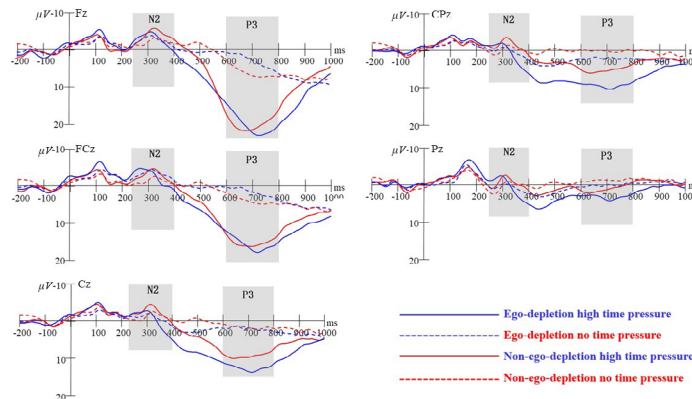 μV-10 Fz
N2
P3
ms
-200 -100 100 200 300 400 500 600 700 800 900 1000
10
20
μV-10 FCz
N2
P3
ms
-200 -100 100 200 300 400 500 600 700 800 900 1000
10
20
μV-10 Cz
N2
P3
ms
-200 -100 100 200 300 400 500 600 700 800 900 1000
10
20
μV-10 CPz
N2
P3
ms
-200 -100 100 200 300 400 500 600 700 800 900 1000
10
20
μV-10 Pz
N2
P3
ms
-200 -100 100 200 300 400 500 600 700 800 900 1000
10
20
Ego-depletion high time pressure
Ego-depletion no time pressure
Non-ego-depletion high time pressure
Non-ego-depletion no time pressure